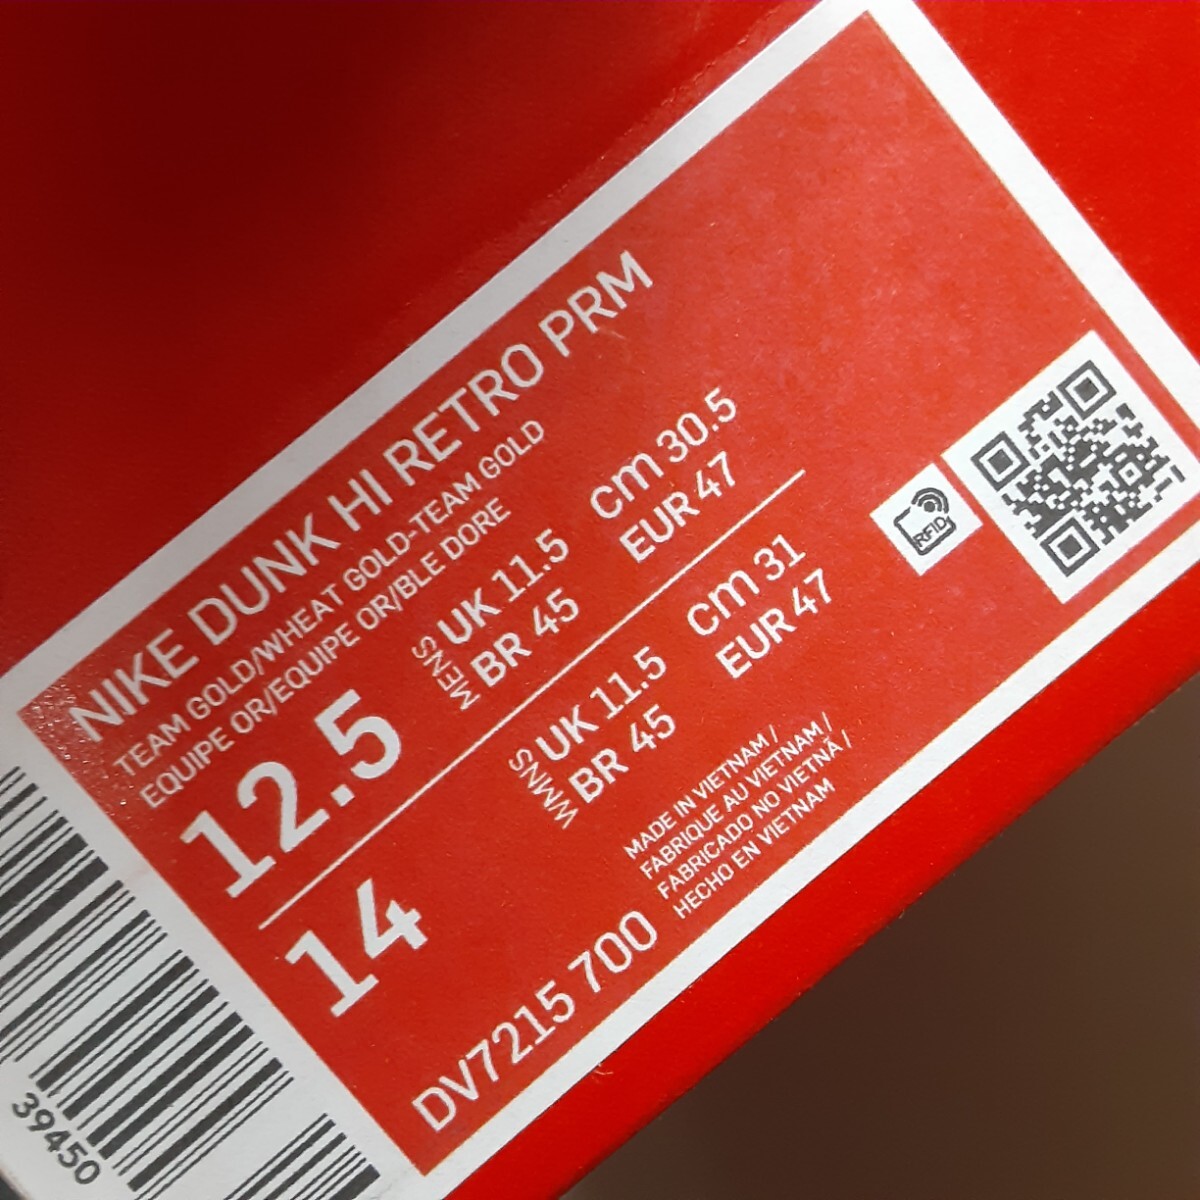 NIKE DUNK HI RETRO PRM
TEAM GOLD/WHEAT GOLD-TEAM GOLD
EQUIPE OR/EQUIPE OR/BLE DORE
12.5
MENS
UK 11.5
cm 30.5
BR 45
EUR 47
14
WMNS
UK 11.5
cm 31
BR 45
EUR 47
RFID
MADE IN VIETNAM /
FABRIQUE AU VIETNAM /
FABRICADO NO VIETNÃ /
HECHO EN VIETNAM
DV7215 700
39450